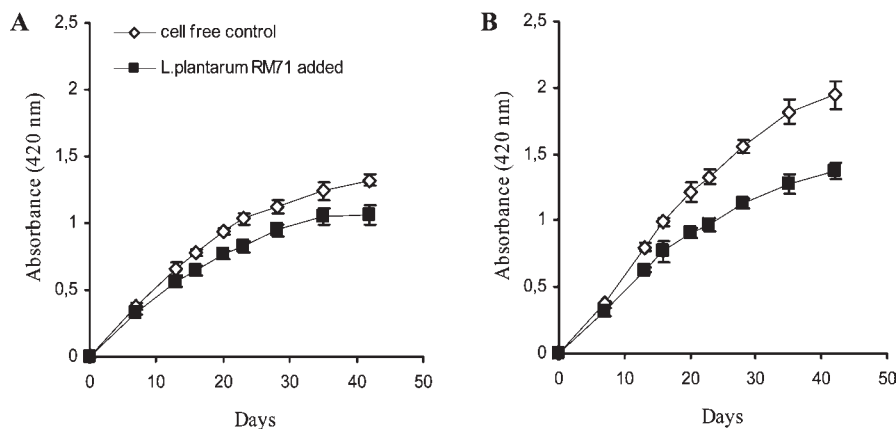 A
cell free control
L.plantarum RM71 added
Absorbance (420 nm)
2,5
2
1,5
1
0,5
0
0 10 20 30 40 50
Days
B
Absorbance (420 nm)
2,5
2
1,5
1
0,5
0
0 10 20 30 40 50
Days